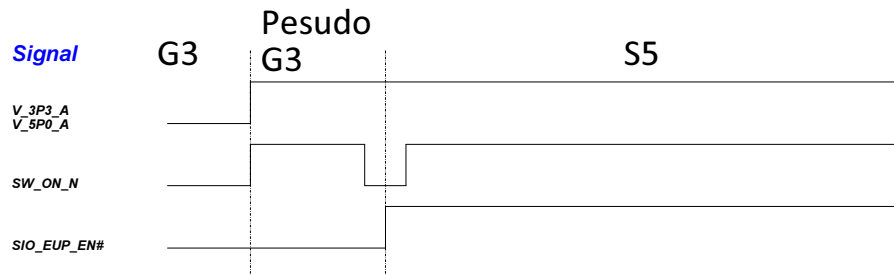 Signal G3 Pesudo G3 S5
V_3P3_A
V_5P0_A
SW_ON_N
SIO_EUP_EN#